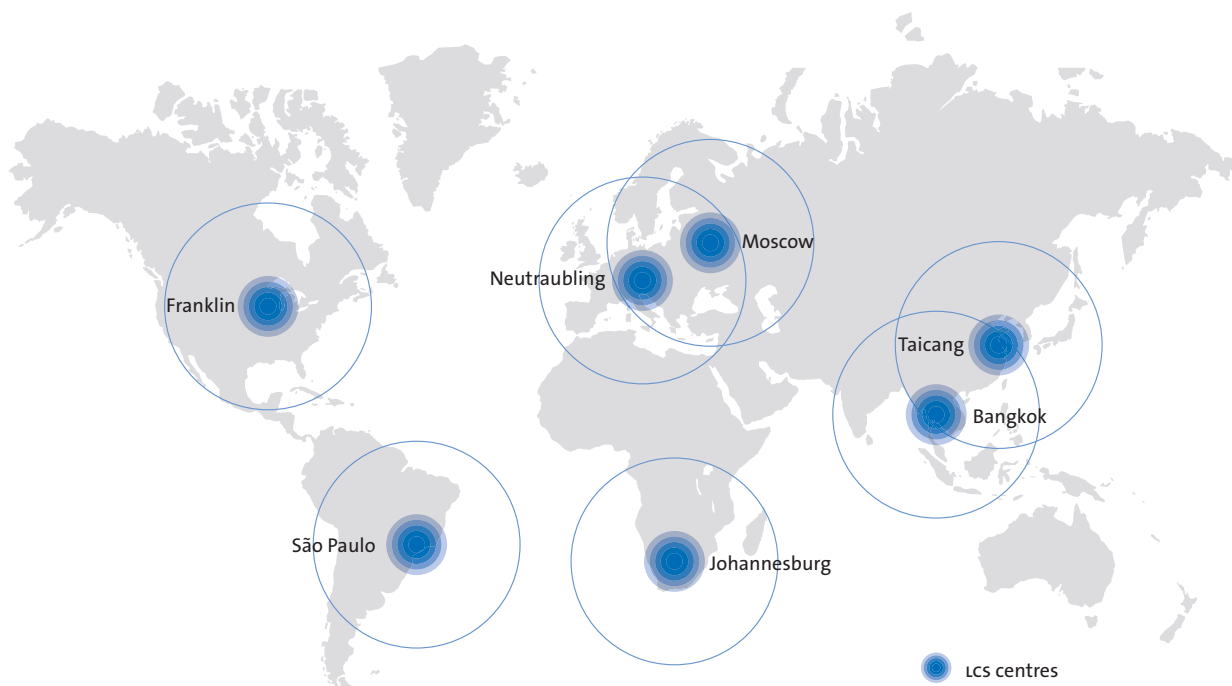 Moscow
Neutraubling
Franklin
Taicang
Bangkok
São Paulo
Johannesburg
LCS centres